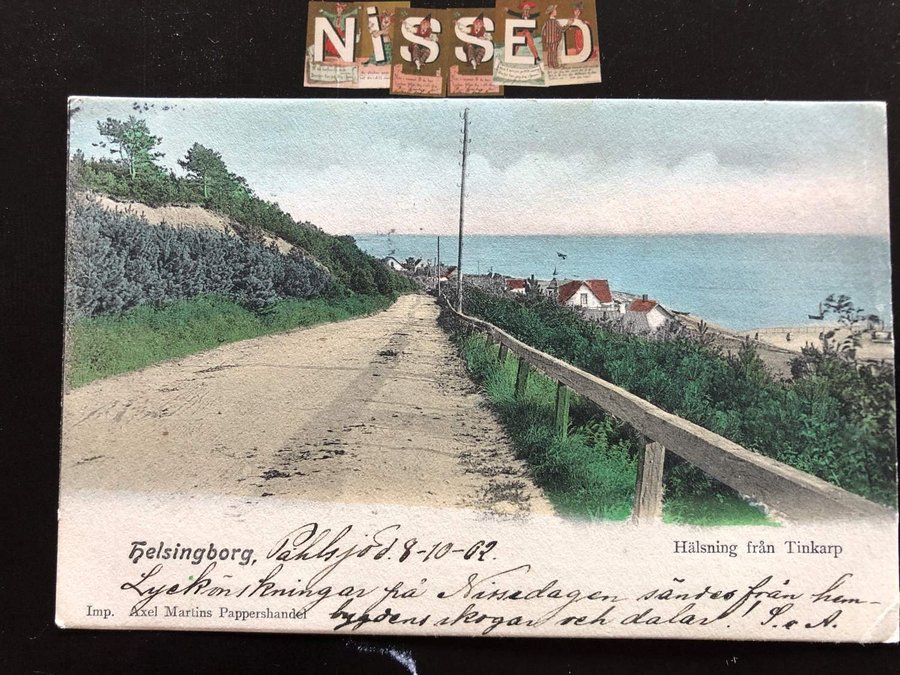 NiSSED
Helsingborg, Pahlsjö d. 8-10-02.
Hälsning från Tinkarp
Lyckönskningar på Nissedagen sändes från hem-
Imp. Axel Martins Pappershandel
bygdens skogar och dalar! S. o A.